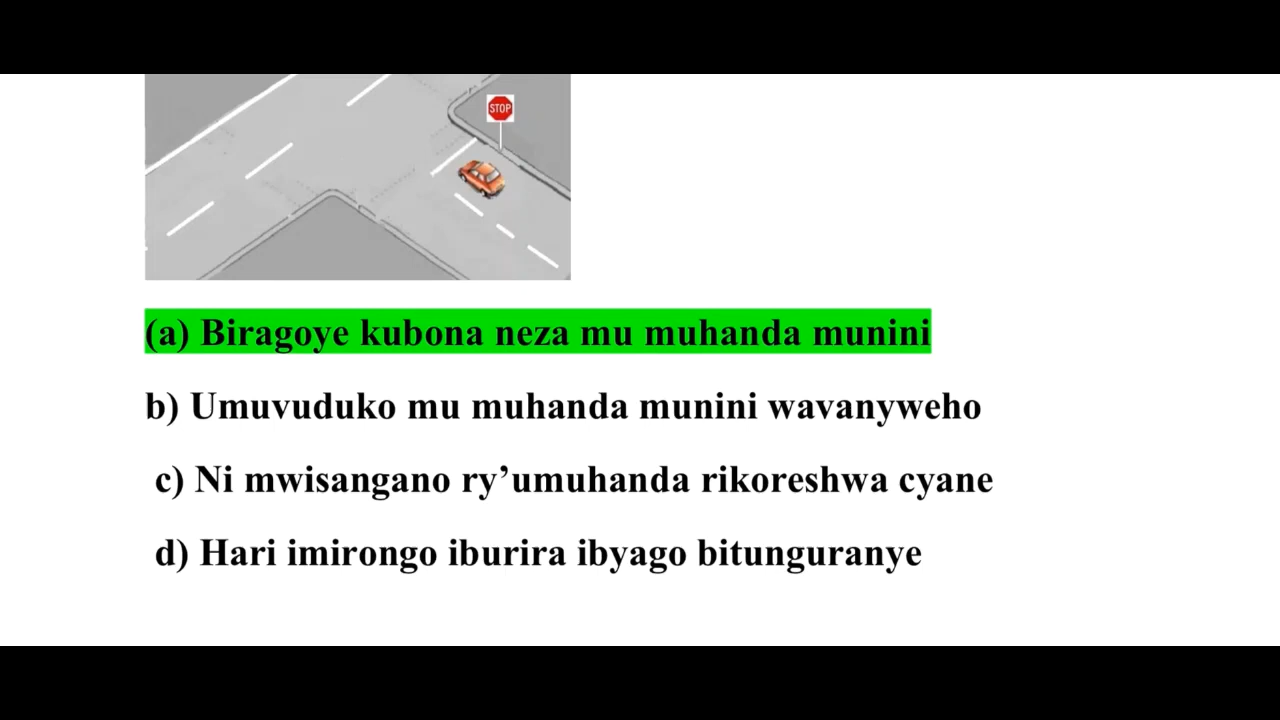 STOP
(a) Biragoye kubona neza mu muhanda munini
b) Umuvuduko mu muhanda munini wavanyweho
c) Ni mwisangano ry’umuhanda rikoreshwa cyane
d) Hari imirongo iburira ibyago bitunguranye